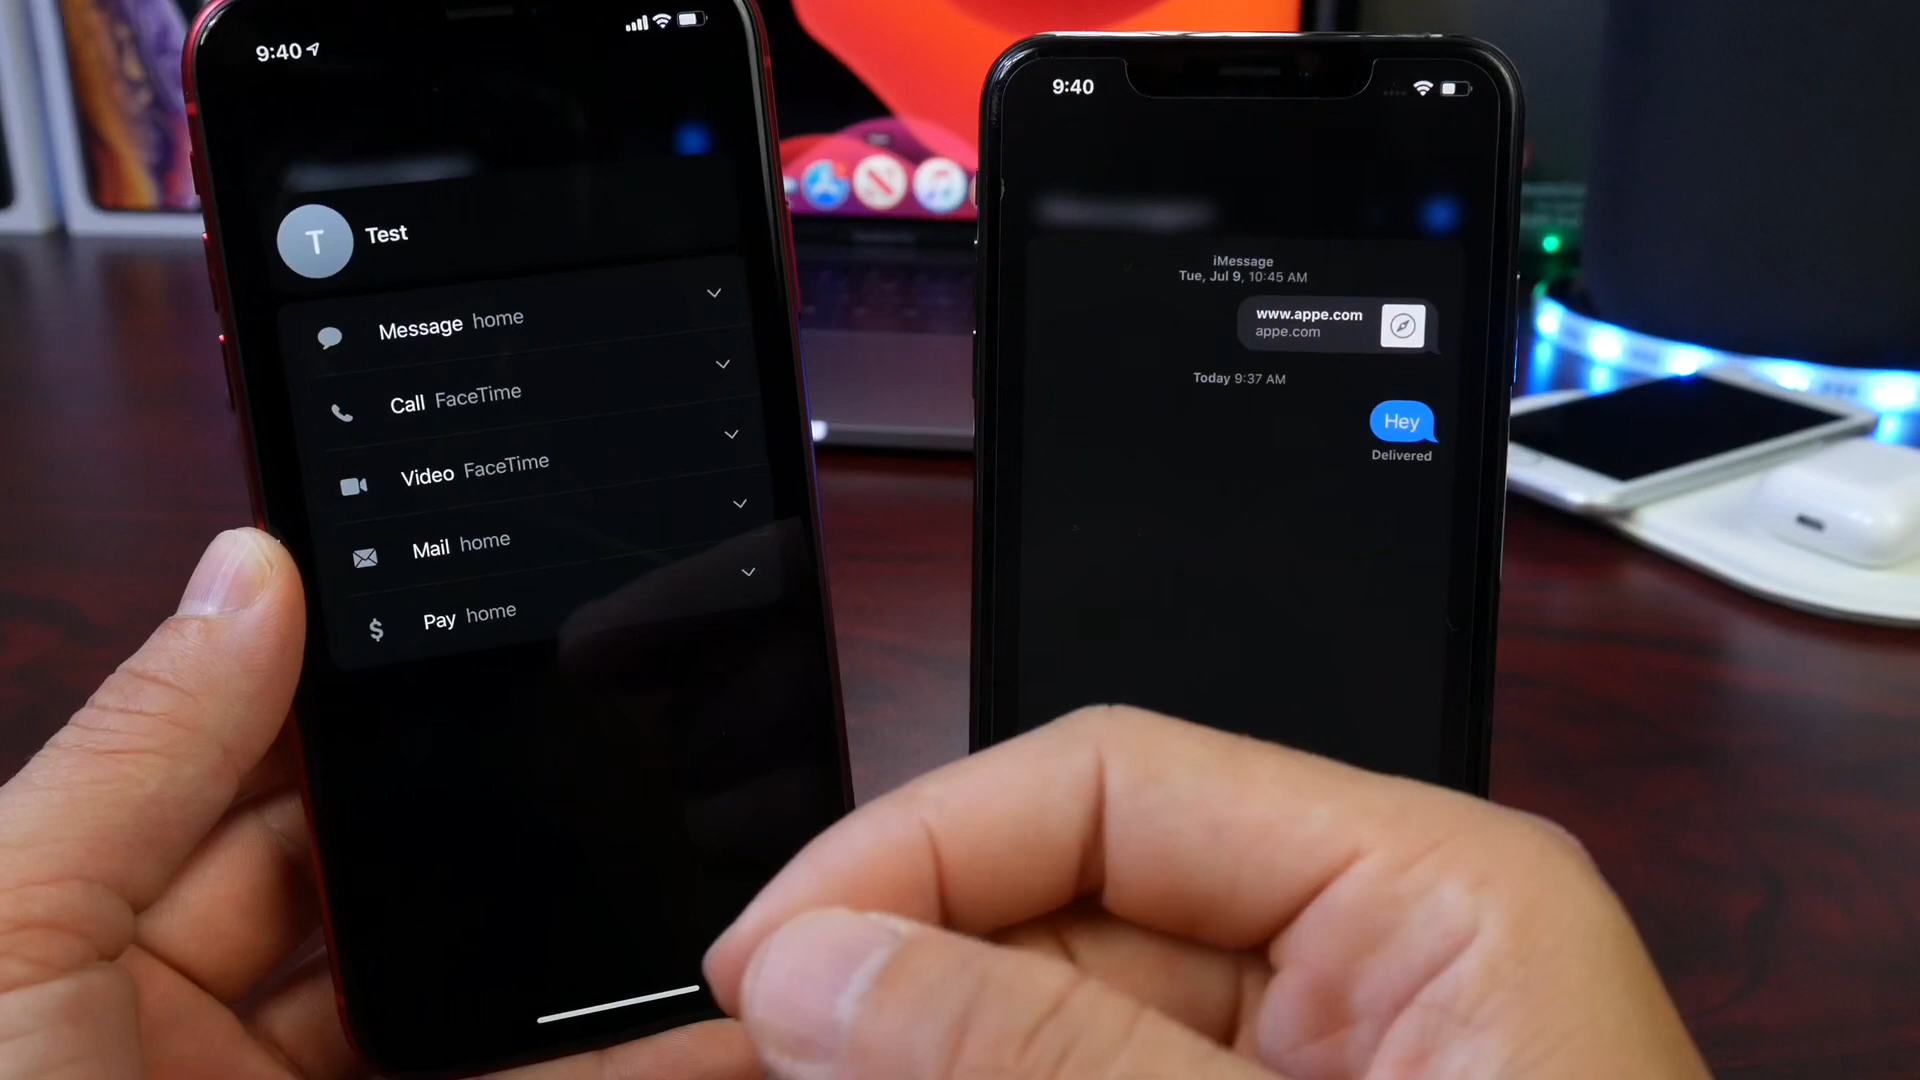 9:40
T
Test
Message home
Call FaceTime
Video FaceTime
Mail home
$ Pay home
9:40
iMessage
Tue, Jul 9, 10:45 AM
www.appe.com
appe.com
Today 9:37 AM
Hey
Delivered